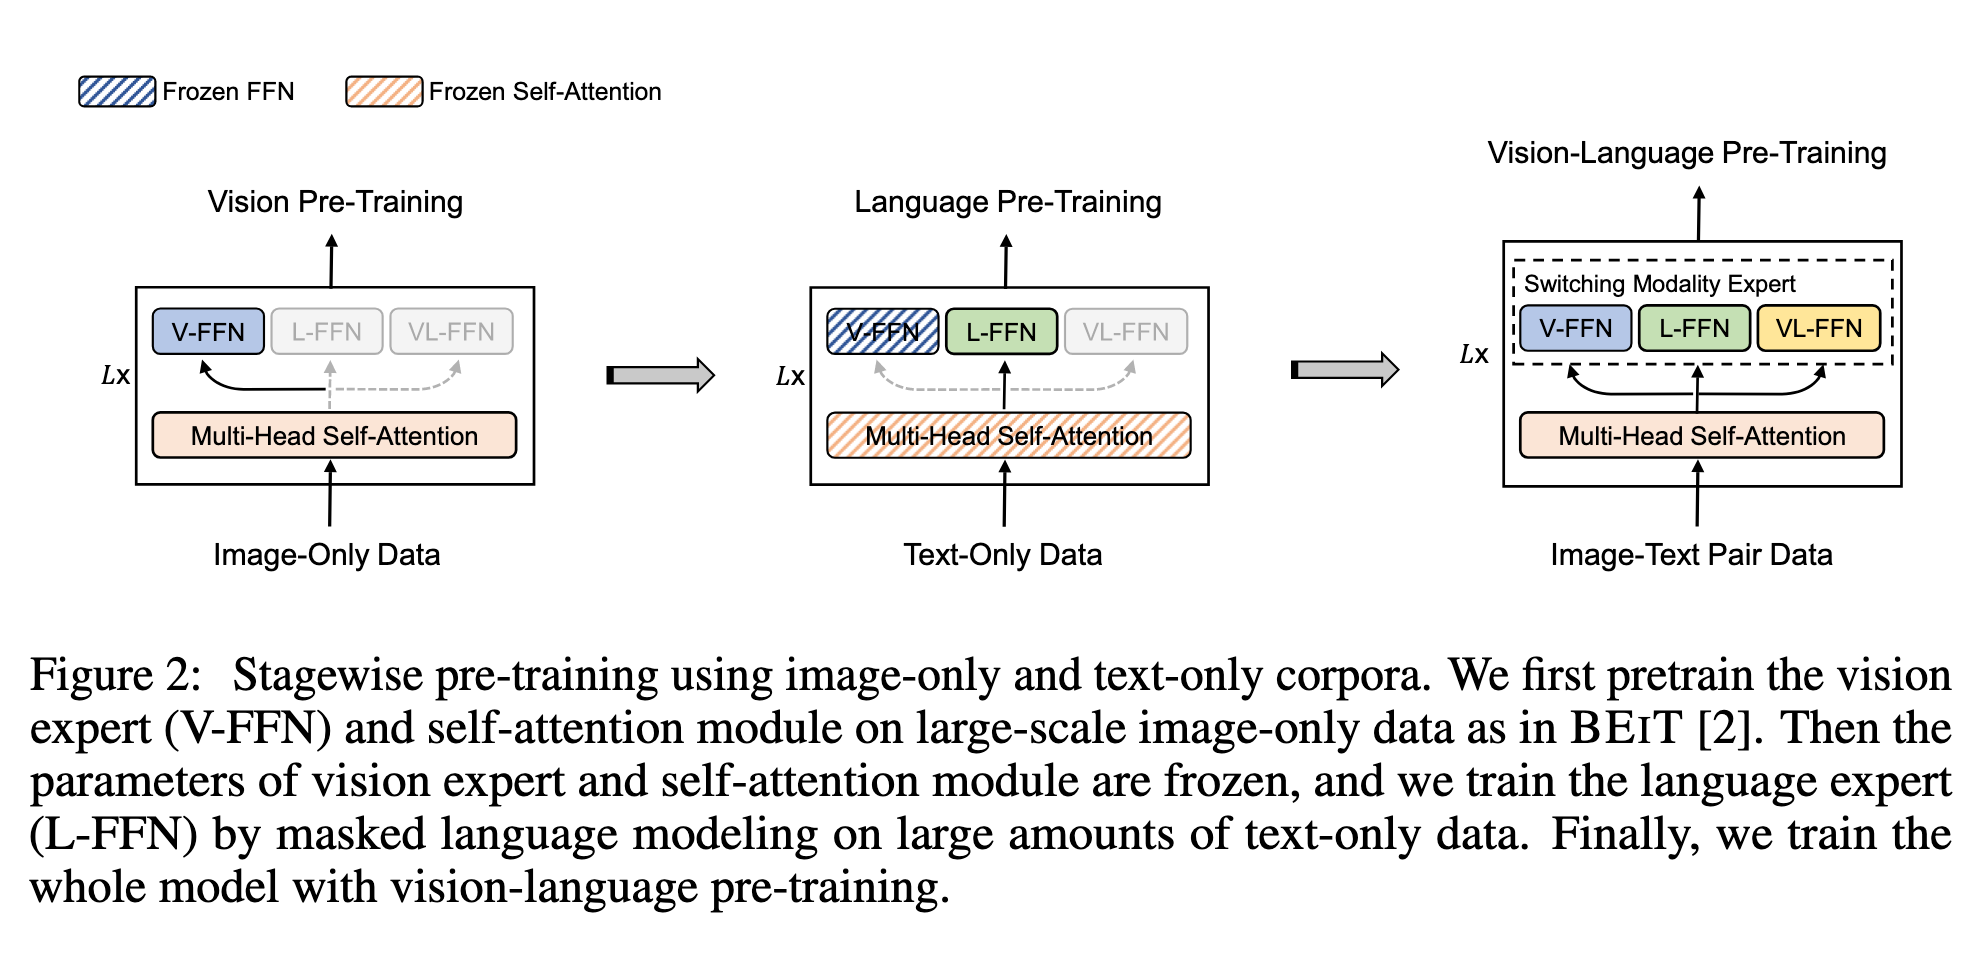 Frozen FFN
Frozen Self-Attention
Vision Pre-Training
V-FFN
L-FFN
VL-FFN
Lx
Multi-Head Self-Attention
Image-Only Data
Language Pre-Training
V-FFN
L-FFN
VL-FFN
Lx
Multi-Head Self-Attention
Text-Only Data
Vision-Language Pre-Training
Switching Modality Expert
V-FFN
L-FFN
VL-FFN
Lx
Multi-Head Self-Attention
Image-Text Pair Data
Figure 2: Stagewise pre-training using image-only and text-only corpora. We first pretrain the vision
expert (V-FFN) and self-attention module on large-scale image-only data as in BEIT [2]. Then the
parameters of vision expert and self-attention module are frozen, and we train the language expert
(L-FFN) by masked language modeling on large amounts of text-only data. Finally, we train the
whole model with vision-language pre-training.